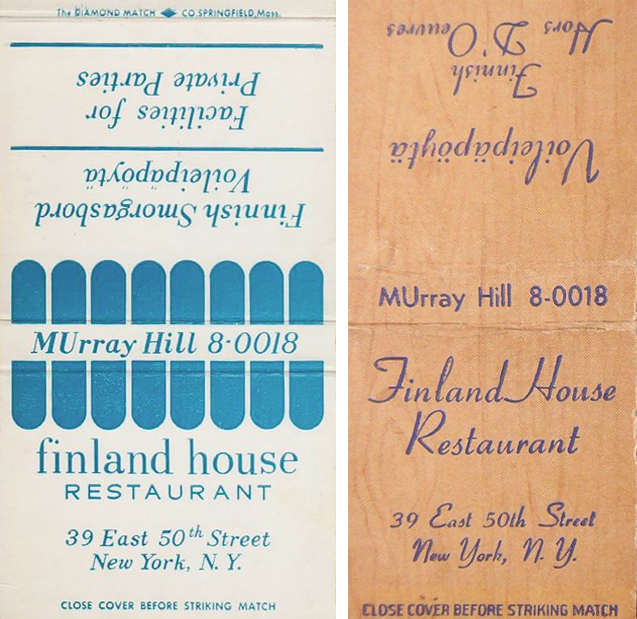 The DIAMOND MATCH CO. SPRINGFIELD, Mass.
Finnish Smorgasbord
Voileipäpöytä
Facilities for
Private Parties
MUrray Hill 8-0018
finland house
RESTAURANT
39 East 50th Street
New York, N. Y.
CLOSE COVER BEFORE STRIKING MATCH
Voileipäpöytä
Finnish
Hors D'Oeuvres
MUrray Hill 8-0018
Finland House
Restaurant
39 East 50th Street
New York, N. Y.
CLOSE COVER BEFORE STRIKING MATCH